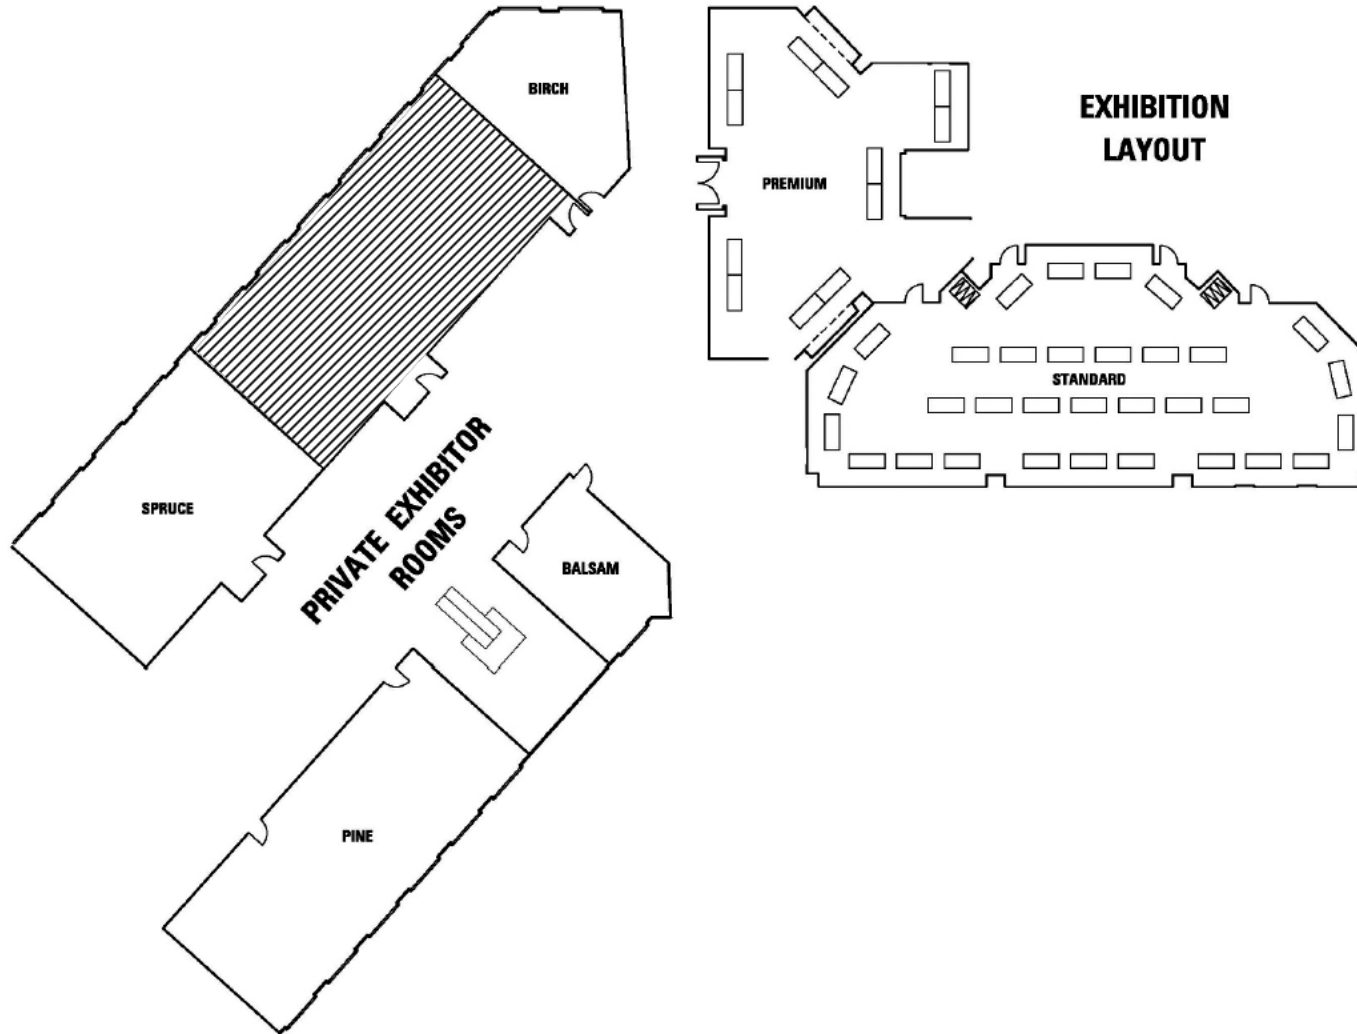 BIRCH
EXHIBITION
LAYOUT
PREMIUM
STANDARD
SPRUCE
PRIVATE EXHIBITOR
ROOMS
BALSAM
PINE